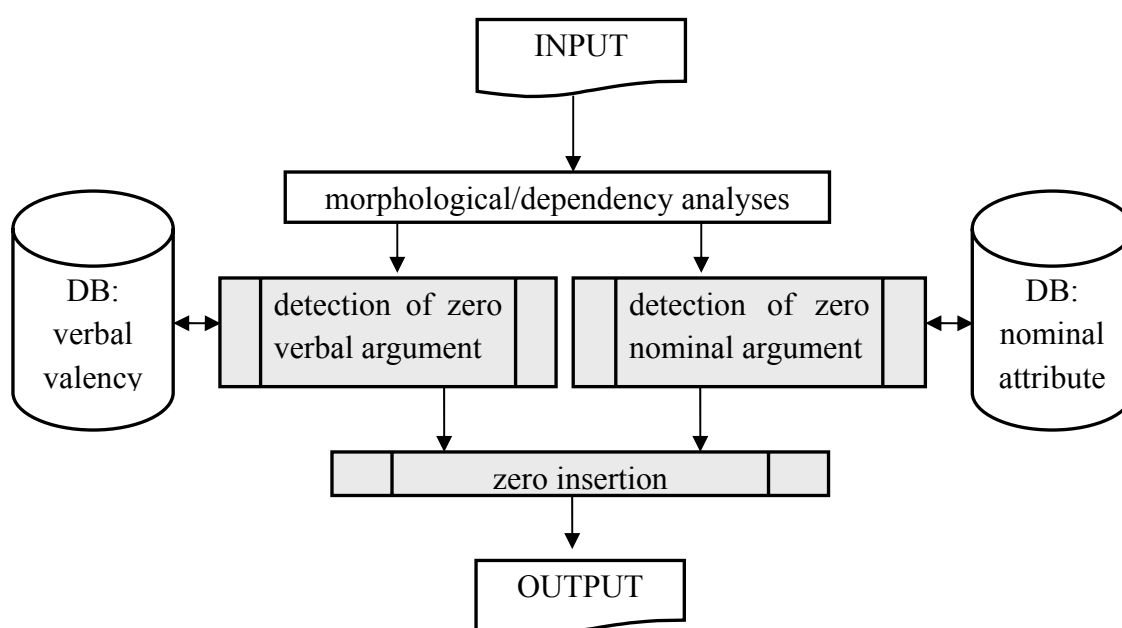 INPUT
morphological/dependency analyses
DB:
verbal
valency
detection of zero
verbal argument
detection of zero
nominal argument
DB:
nominal
attribute
zero insertion
OUTPUT